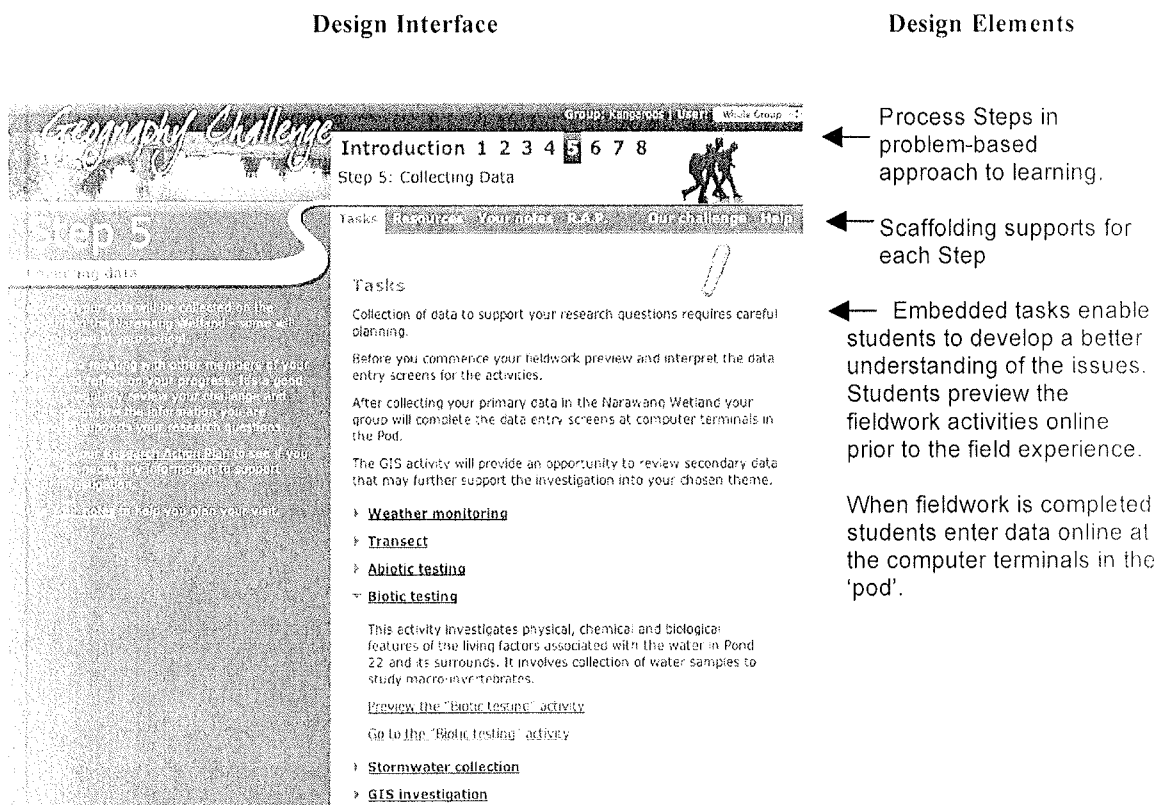 Design Interface
Design Elements
Geography Challenge
Group: Kangaroos | User: Whole Group
Introduction 1 2 3 4 5 6 7 8
Step 5: Collecting Data
Tasks Resources Your notes R.A.P. Our challenge Help
Step 5
Collecting data
Tasks
Collection of data to support your research questions requires careful
planning.
Before you commence your fieldwork preview and interpret the data
entry screens for the activities.
After collecting your primary data in the Narawang Wetland your
group will complete the data entry screens at computer terminals in
the Pod.
The GIS activity will provide an opportunity to review secondary data
that may further support the investigation into your chosen theme.
Weather monitoring
Transect
Abiotic testing
Biotic testing
This activity investigates physical, chemical and biological
features of the living factors associated with the water in Pond
22 and its surrounds. It involves collection of water samples to
study macro-invertebrates.
Preview the "Biotic testing" activity
Go to the "Biotic testing" activity
Stormwater collection
GIS investigation
Process Steps in
problem-based
approach to learning.
Scaffolding supports for
each Step
Embedded tasks enable
students to develop a better
understanding of the issues.
Students preview the
fieldwork activities online
prior to the field experience.
When fieldwork is completed
students enter data online at
the computer terminals in the
'pod'.